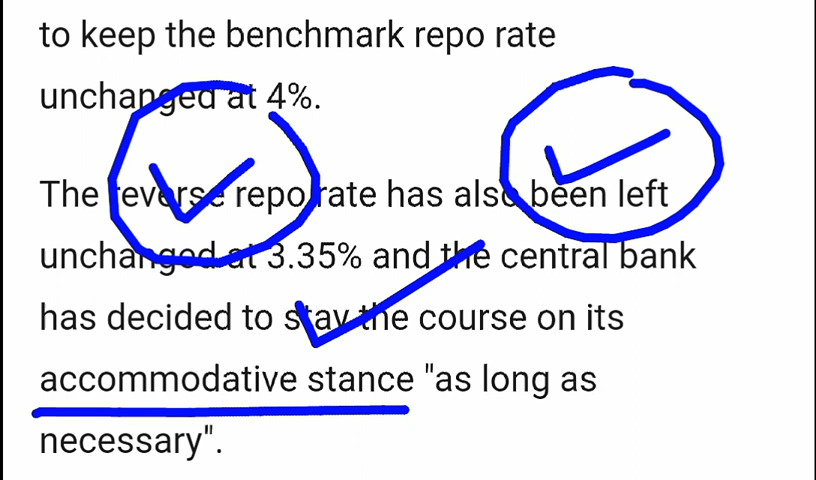 to keep the benchmark repo rate
unchanged at 4%.
The reverse repo rate has also been left
unchanged at 3.35% and the central bank
has decided to stay the course on its
accommodative stance "as long as
necessary".